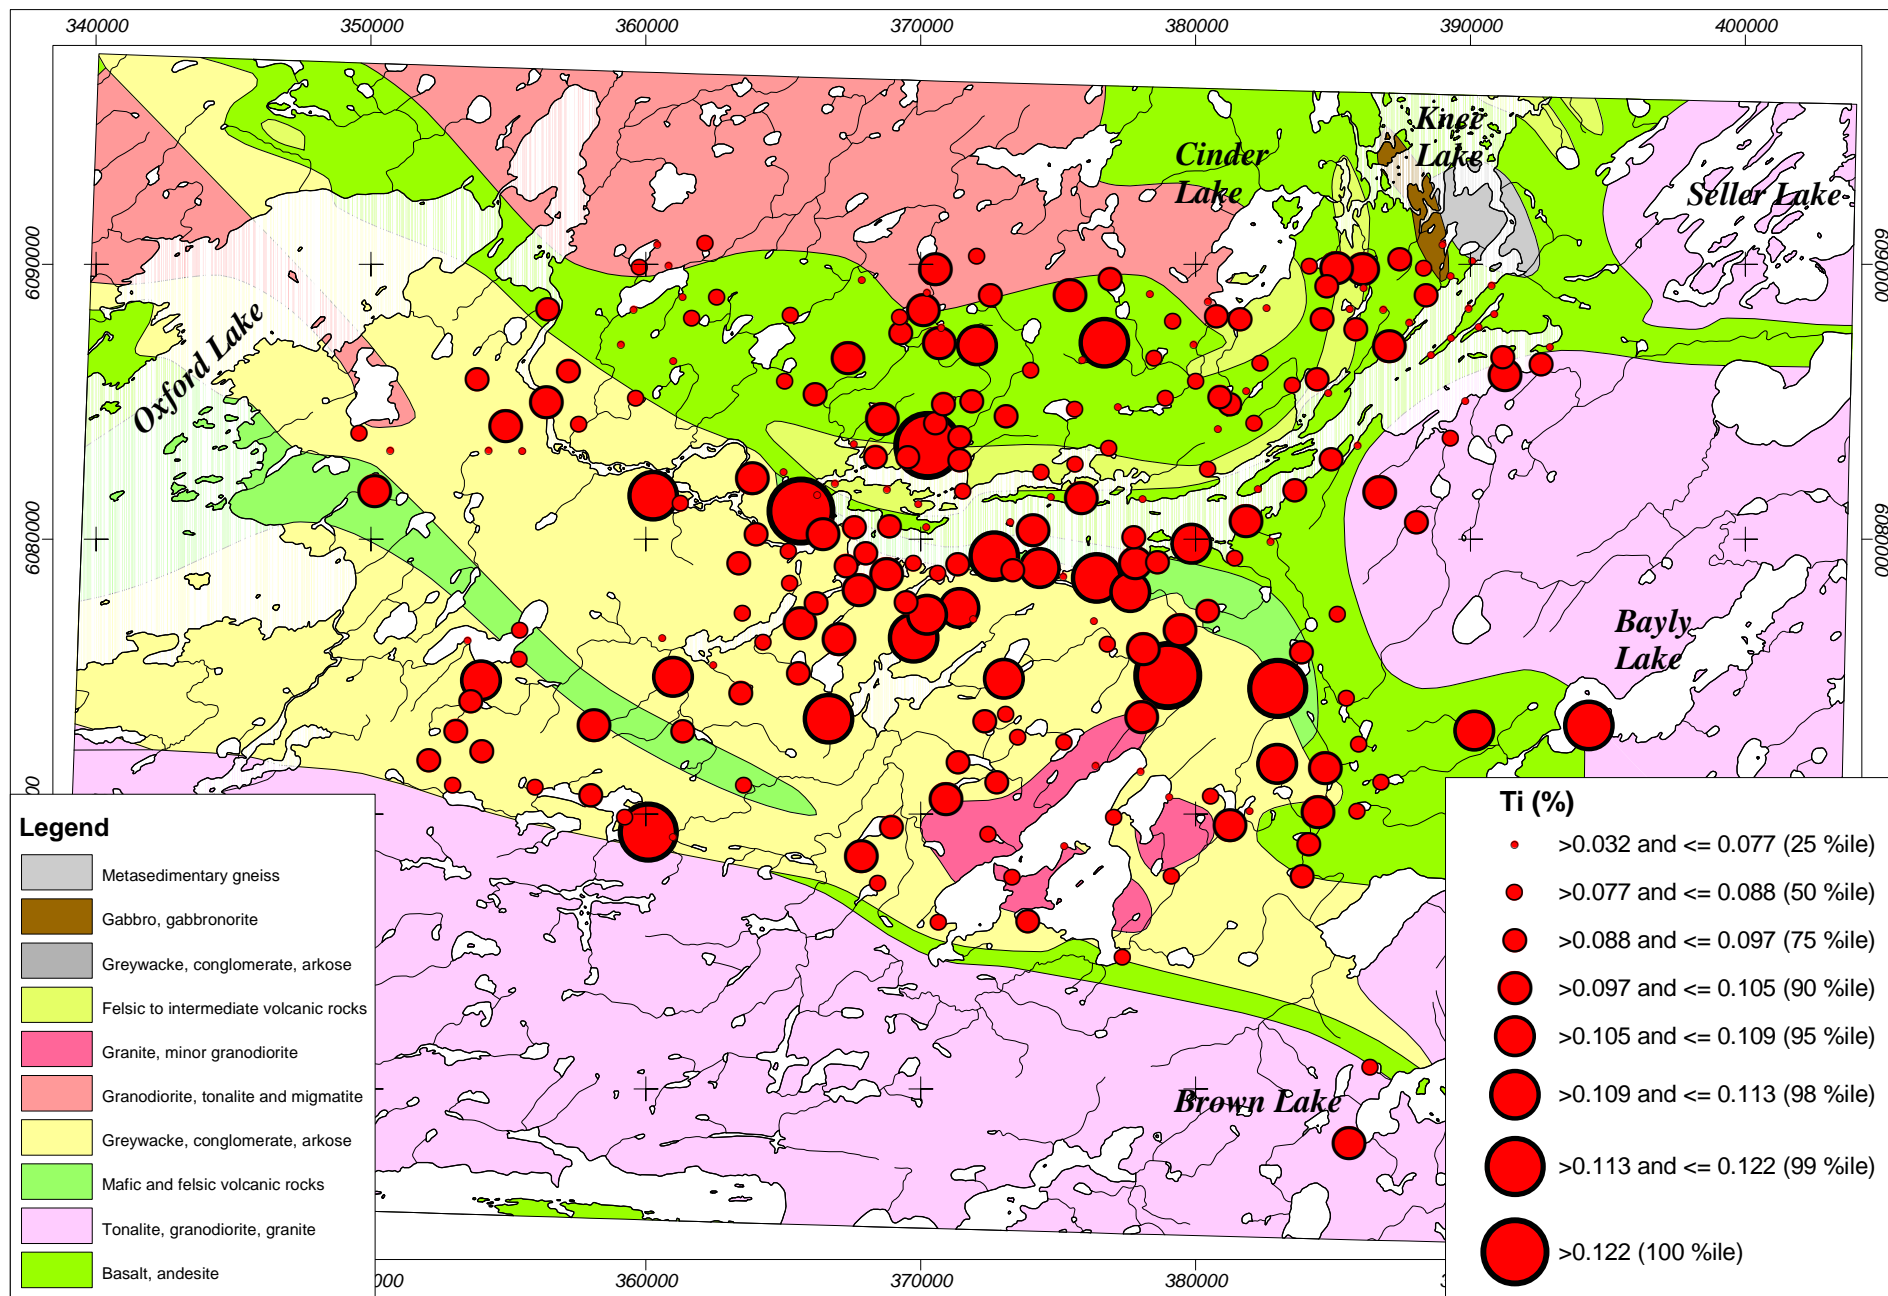 340000 350000 360000 370000 380000 390000 400000
Knee
Lake
Cinder
Lake
Seller Lake
6090000
6090000
Oxford Lake
6080000
6080000
Bayly
Lake
Brown Lake
Legend
Metasedimentary gneiss
Gabbro, gabbronorite
Greywacke, conglomerate, arkose
Felsic to intermediate volcanic rocks
Granite, minor granodiorite
Granodiorite, tonalite and migmatite
Greywacke, conglomerate, arkose
Mafic and felsic volcanic rocks
Tonalite, granodiorite, granite
Basalt, andesite
Ti (%)
>0.032 and <= 0.077 (25 %ile)
>0.077 and <= 0.088 (50 %ile)
>0.088 and <= 0.097 (75 %ile)
>0.097 and <= 0.105 (90 %ile)
>0.105 and <= 0.109 (95 %ile)
>0.109 and <= 0.113 (98 %ile)
>0.113 and <= 0.122 (99 %ile)
>0.122 (100 %ile)
360000 370000 380000